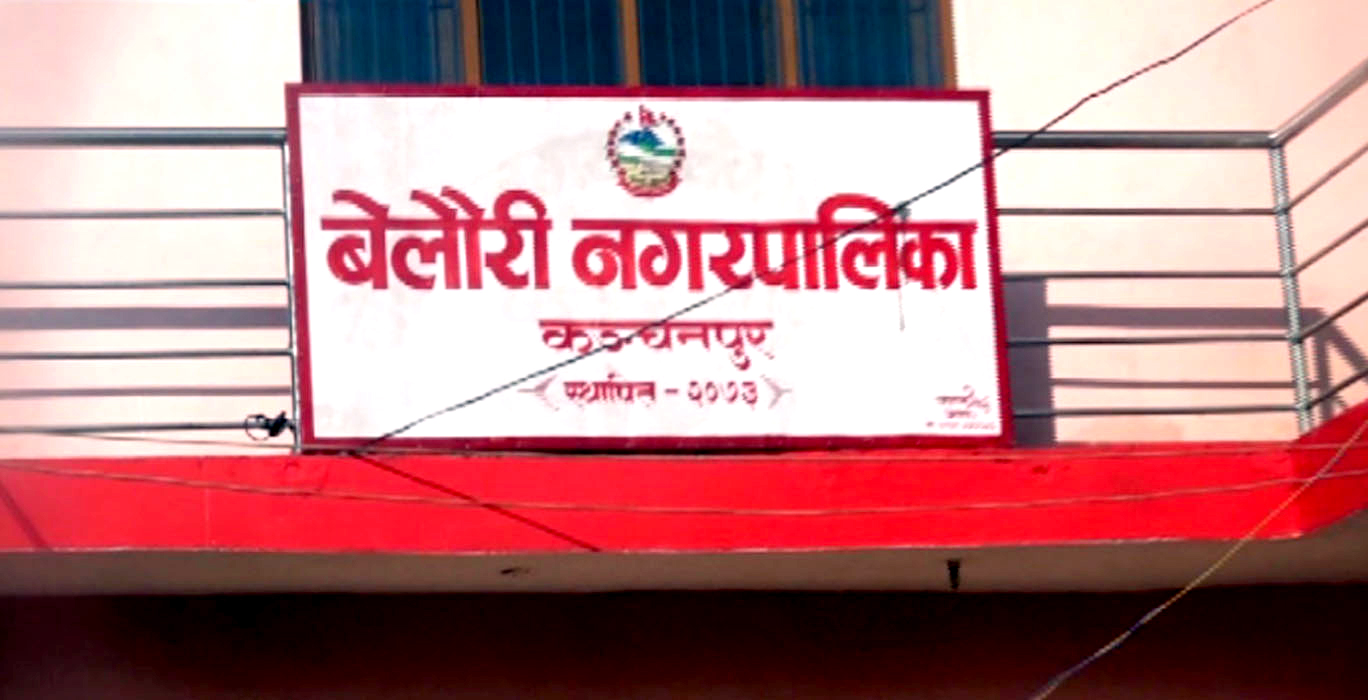 बेलौरी नगरपालिका
कञ्चनपुर
स्थापित - २०७३